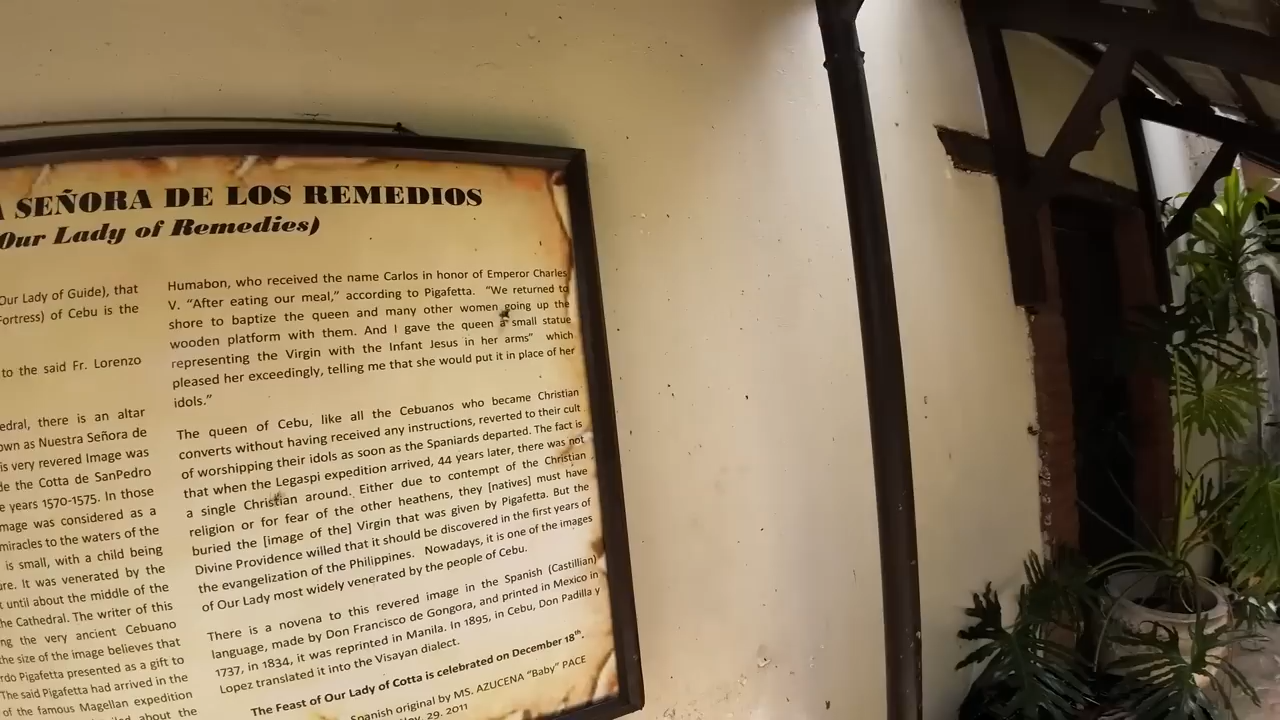 SEÑORA DE LOS REMEDIOS
Our Lady of Remedies)
Our Lady of Guide), that
Fortress) of Cebu is the
to the said Fr. Lorenzo
there is an altar
known as Nuestra Señora de
very revered Image was
de the Cotta de SanPedro
years 1570-1575. In those
was considered as a
miracles to the waters of the
is small, with a child being
It was venerated by the
until about the middle of the
the Cathedral. The writer of this
the very ancient Cebuano
the size of the image believes that
Pigafetta presented as a gift to
The said Pigafetta had arrived in the
of the famous Magellan expedition
about the
Humabon, who received the name Carlos in honor of Emperor Charles
V. “After eating our meal,” according to Pigafetta. “We returned to
shore to baptize the queen and many other women going up the
wooden platform with them. And I gave the queen a small statue
representing the Virgin with the Infant Jesus in her arms” which
pleased her exceedingly, telling me that she would put it in place of her
idols.”
The queen of Cebu, like all the Cebuanos who became Christian
converts without having received any instructions, reverted to their cult
of worshipping their idols as soon as the Spaniards departed. The fact is
that when the Legaspi expedition arrived, 44 years later, there was not
a single Christian around. Either due to contempt of the Christian
religion or for fear of the other heathens, they [natives] must have
buried the [image of the] Virgin that was given by Pigafetta. But the
Divine Providence willed that it should be discovered in the first years of
the evangelization of the Philippines. Nowadays, it is one of the images
of Our Lady most widely venerated by the people of Cebu.
There is a novena to this revered image in the Spanish (Castillian)
language, made by Don Francisco de Gongora, and printed in Mexico in
1737, in 1834, it was reprinted in Manila. In 1895, in Cebu, Don Padilla y
Lopez translated it into the Visayan dialect.
The Feast of Our Lady of Cotta is celebrated on December 18th.
Spanish original by MS. AZUCENA “Baby” PACE
Nov. 29. 2011